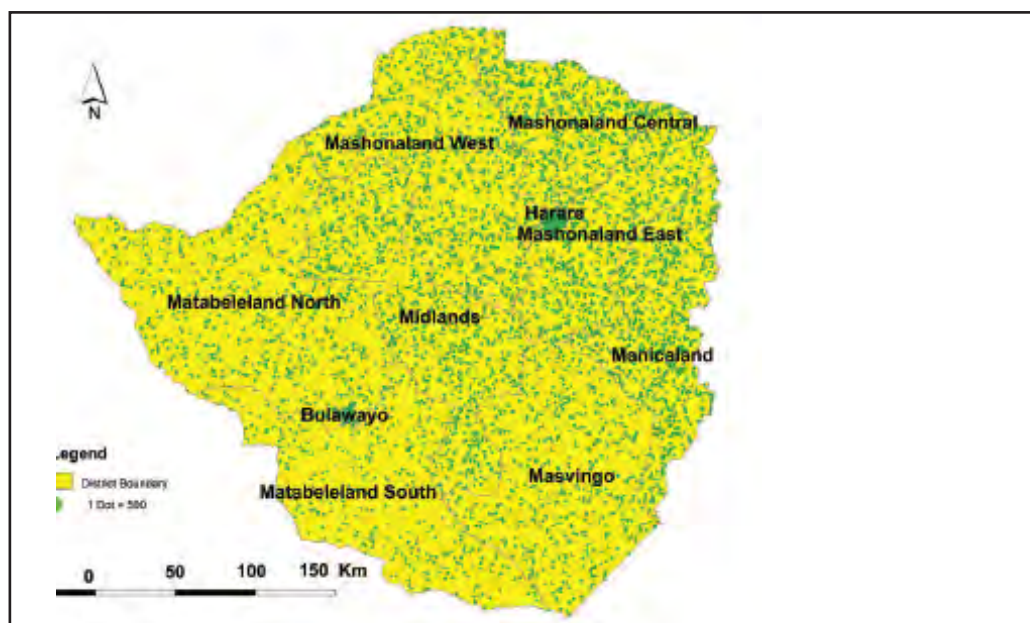 N
Mashonaland Central
Mashonaland West
Harare
Mashonaland East
Matabeleland North
Midlands
Manicaland
Bulawayo
Masvingo
Matabeleland South
Legend
District Boundary
1 Dot = 500
0 50 100 150 Km